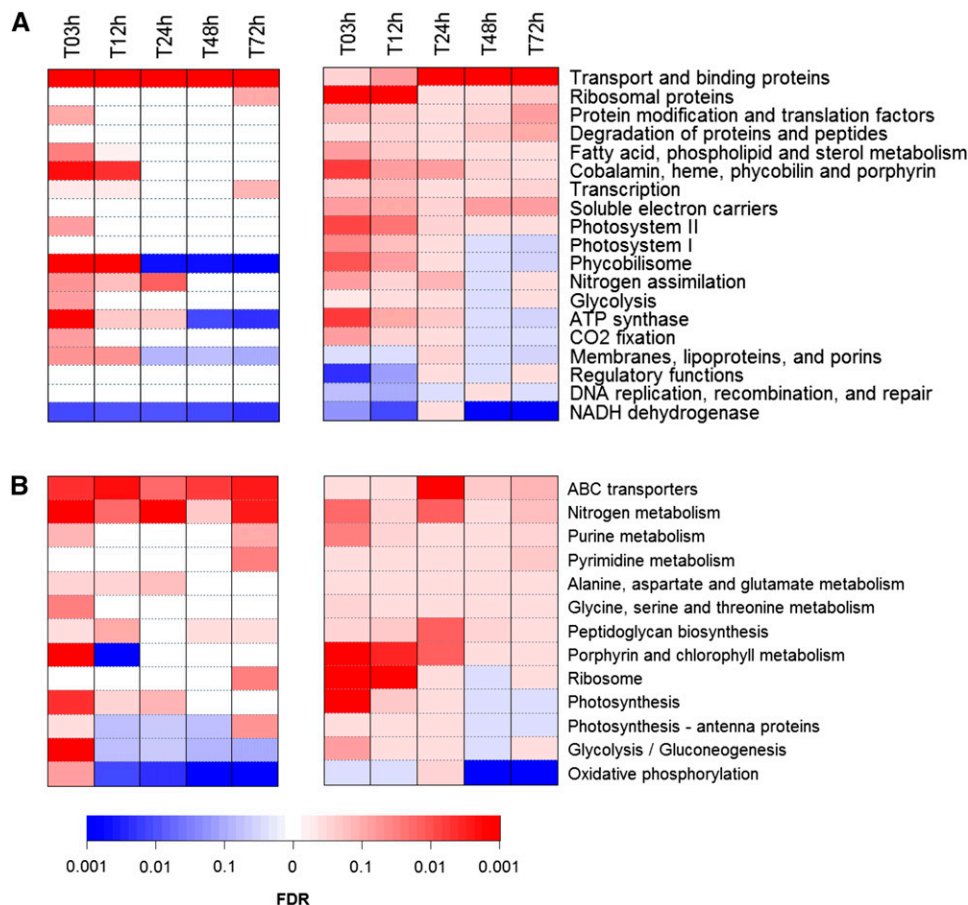 A
T03h T12h T24h T48h T72h T03h T12h T24h T48h T72h
Transport and binding proteins
Ribosomal proteins
Protein modification and translation factors
Degradation of proteins and peptides
Fatty acid, phospholipid and sterol metabolism
Cobalamin, heme, phycobilin and porphyrin
Transcription
Soluble electron carriers
Photosystem II
Photosystem I
Phycobilisome
Nitrogen assimilation
Glycolysis
ATP synthase
CO2 fixation
Membranes, lipoproteins, and porins
Regulatory functions
DNA replication, recombination, and repair
NADH dehydrogenase
B
ABC transporters
Nitrogen metabolism
Purine metabolism
Pyrimidine metabolism
Alanine, aspartate and glutamate metabolism
Glycine, serine and threonine metabolism
Peptidoglycan biosynthesis
Porphyrin and chlorophyll metabolism
Ribosome
Photosynthesis
Photosynthesis - antenna proteins
Glycolysis / Gluconeogenesis
Oxidative phosphorylation
0.001 0.01 0.1 0 0.1 0.01 0.001
FDR